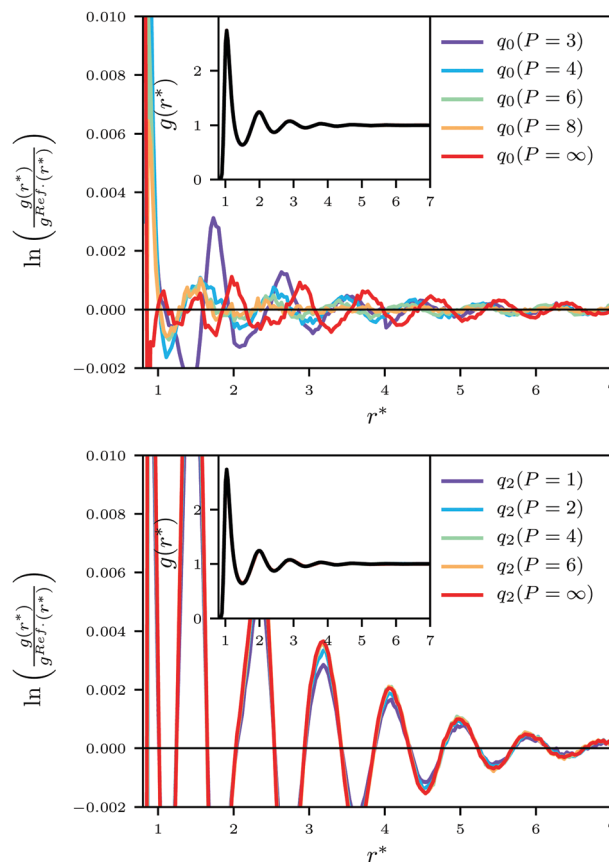 0.010
0.008
0.006
0.004
0.002
0.000
−0.002
ln ( g(r*) / g^{Ref.}(r*) )
1 2 3 4 5 6 7
r*
g(r*)
2
1
0
1 2 3 4 5 6 7
q₀(P = 3)
q₀(P = 4)
q₀(P = 6)
q₀(P = 8)
q₀(P = ∞)
0.010
0.008
0.006
0.004
0.002
0.000
−0.002
ln ( g(r*) / g^{Ref.}(r*) )
1 2 3 4 5 6 7
r*
g(r*)
2
1
0
1 2 3 4 5 6 7
q₂(P = 1)
q₂(P = 2)
q₂(P = 4)
q₂(P = 6)
q₂(P = ∞)